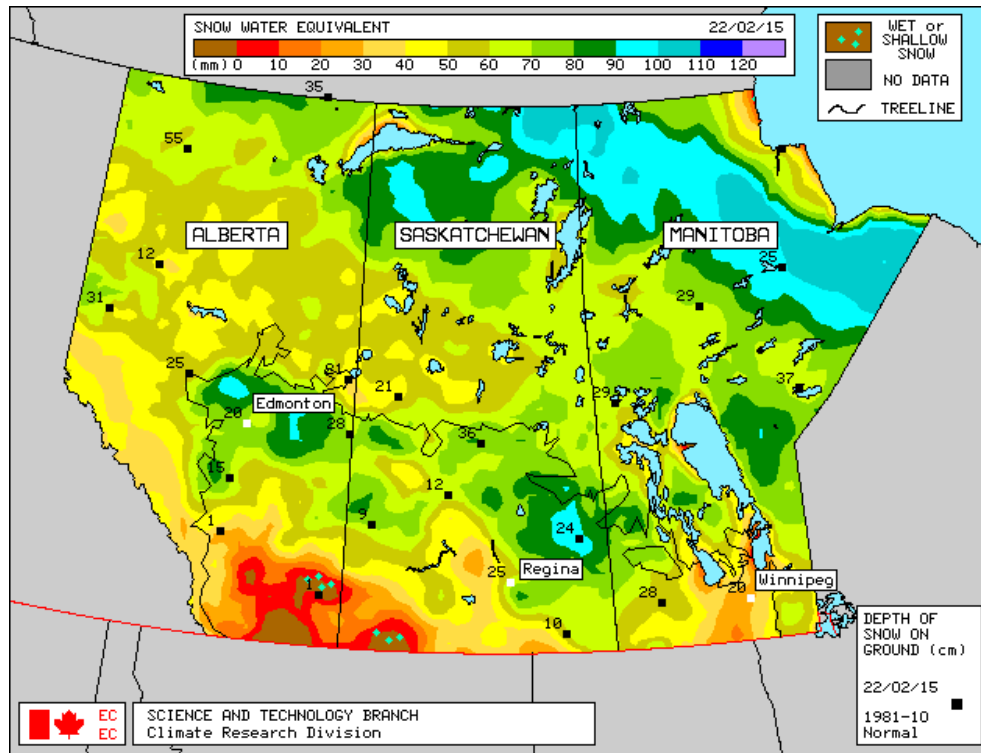 SNOW WATER EQUIVALENT 22/02/15
(mm) 0 10 20 30 40 50 60 70 80 90 100 110 120
WET or
SHALLOW
SNOW
NO DATA
TREELINE
35
55
ALBERTA
SASKATCHEWAN
MANITOBA
12
25
31
29
25
31
21
37
29
Edmonton
20
28
36
15
12
1
9
24
Regina
25
Winnipeg
1
28
20
10
DEPTH OF
SNOW ON
GROUND (cm)
22/02/15
1981-10
Normal
EC
EC
SCIENCE AND TECHNOLOGY BRANCH
Climate Research Division